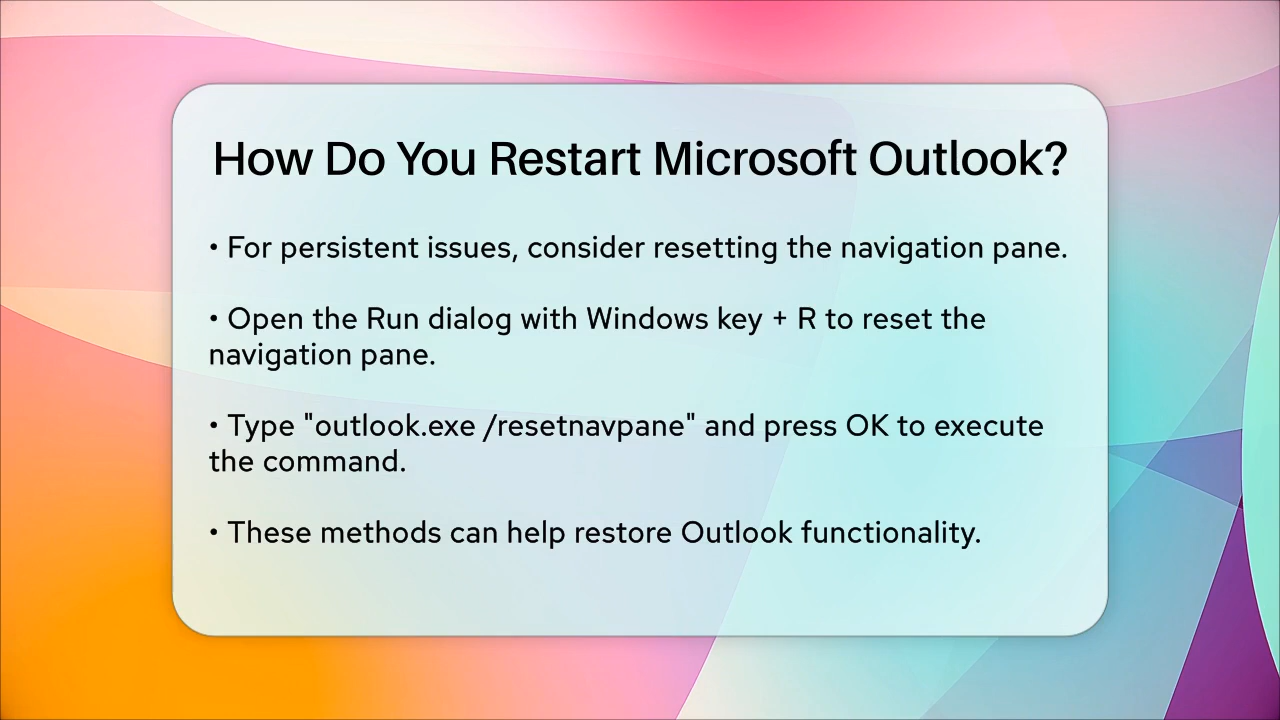 How Do You Restart Microsoft Outlook?
• For persistent issues, consider resetting the navigation pane.
• Open the Run dialog with Windows key + R to reset the
navigation pane.
• Type "outlook.exe /resetnavpane" and press OK to execute
the command.
• These methods can help restore Outlook functionality.